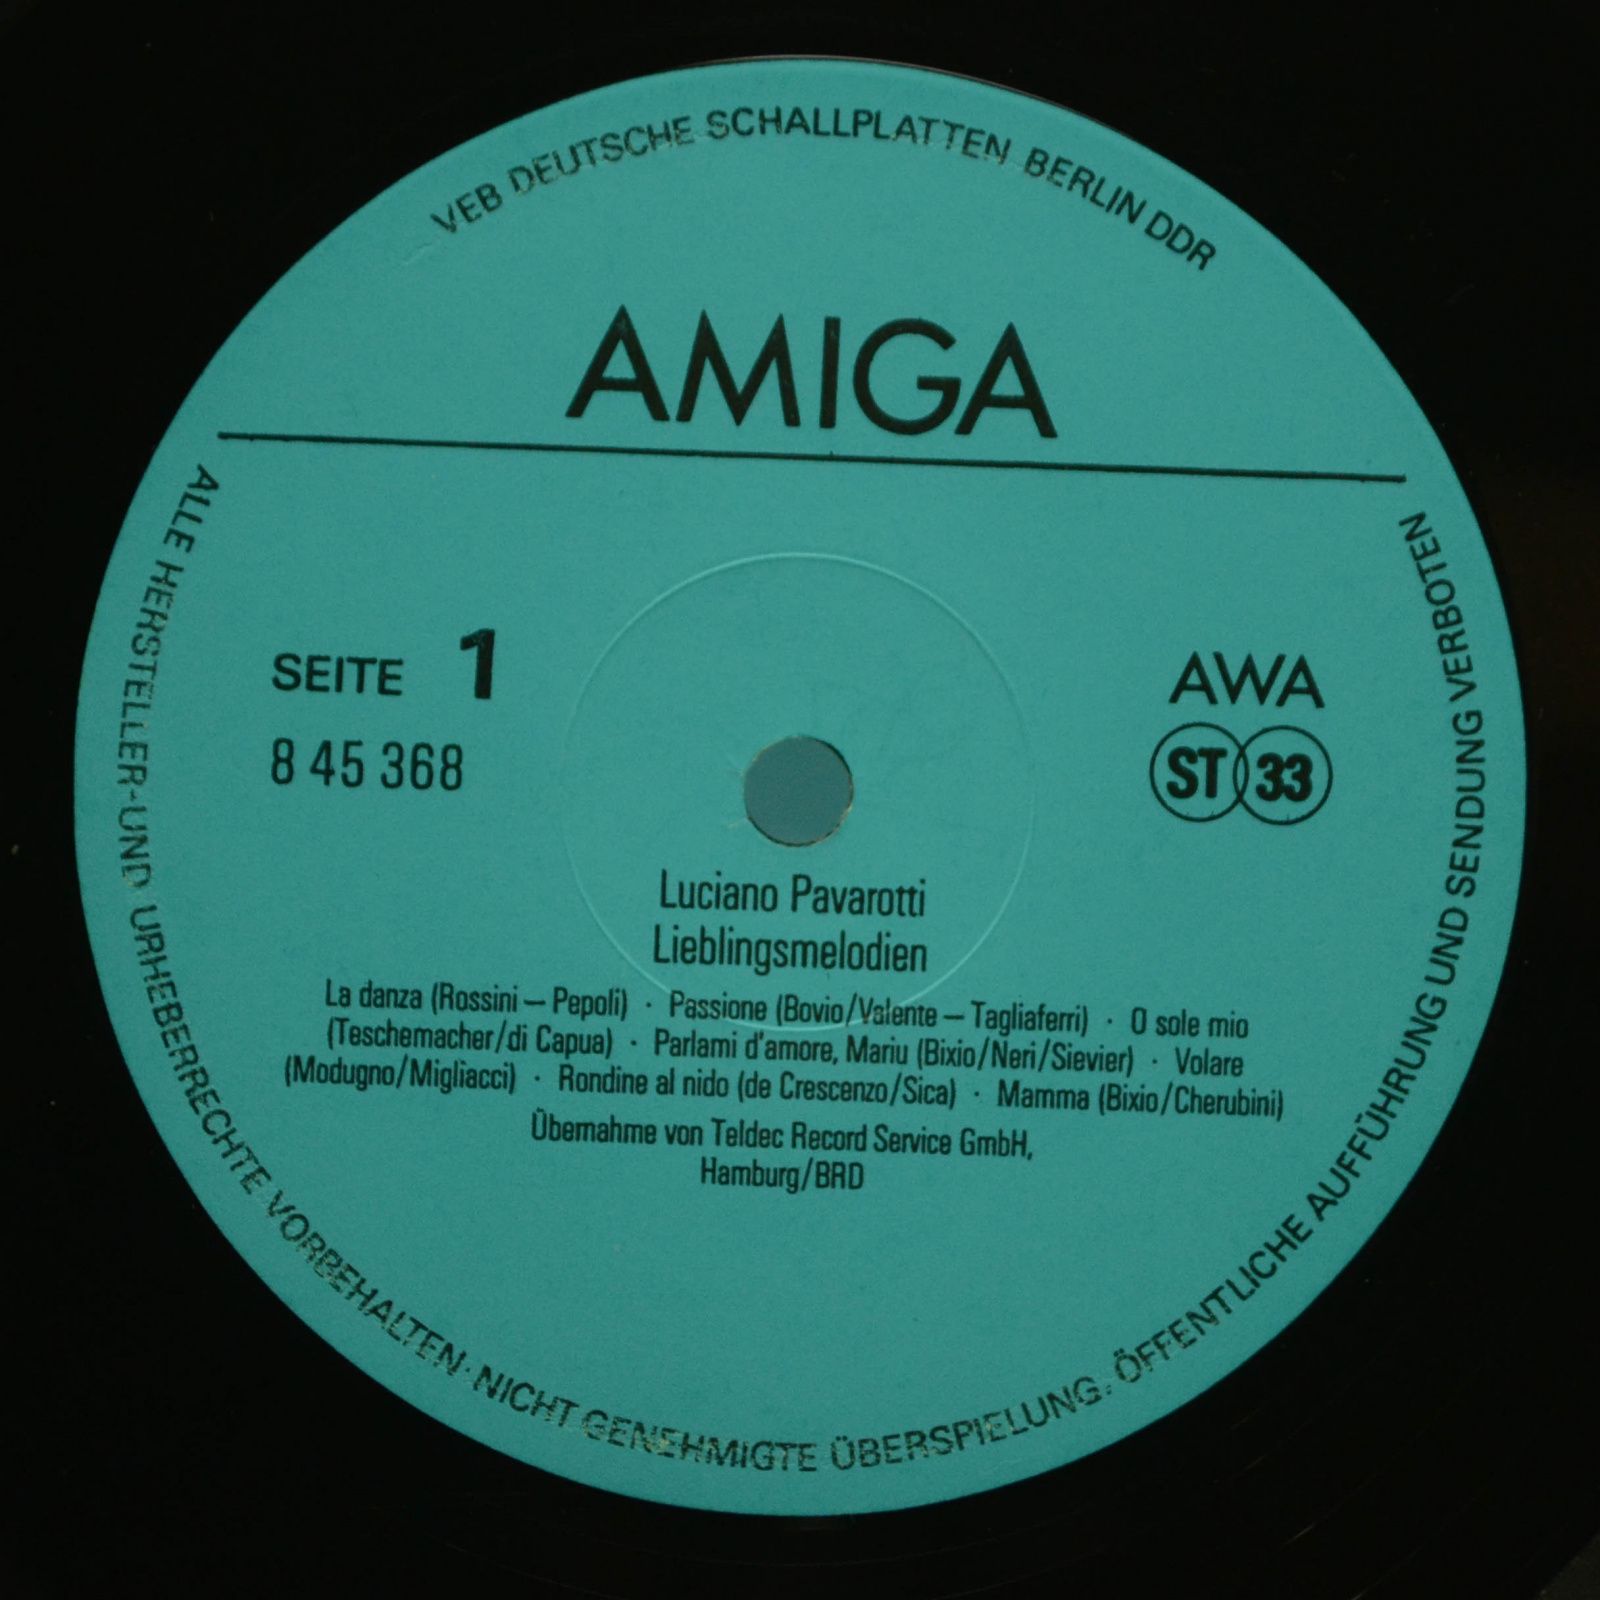 VEB DEUTSCHE SCHALLPLATTEN BERLIN DDR
AMIGA
SEITE 1
8 45 368
AWA
ST 33
Luciano Pavarotti
Lieblingsmelodien
La danza (Rossini – Pepoli) · Passione (Bovio/Valente – Tagliaferri) · O sole mio
(Teschemacher/di Capua) · Parlami d'amore, Mariu (Bixio/Neri/Sievier) · Volare
(Modugno/Migliacci) · Rondine al nido (de Crescenzo/Sica) · Mamma (Bixio/Cherubini)
Übernahme von Teldec Record Service GmbH,
Hamburg/BRD
ALLE HERSTELLER-UND URHEBERRECHTE VORBEHALTEN · NICHT GENEHMIGTE ÜBERSPIELUNG, ÖFFENTLICHE AUFFÜHRUNG UND SENDUNG VERBOTEN